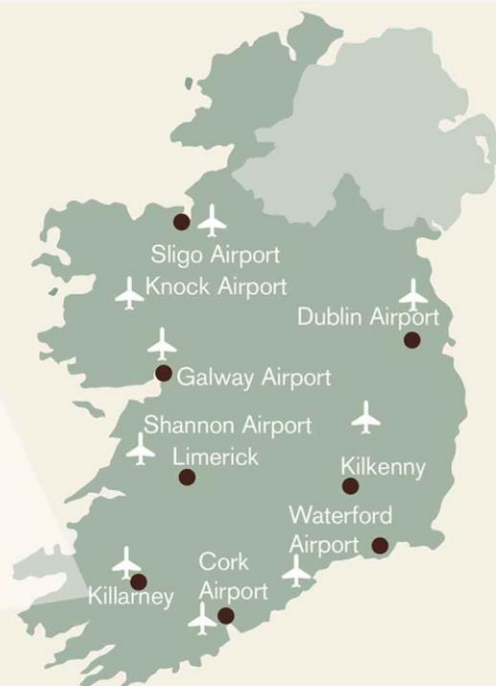 Sligo Airport
Knock Airport
Dublin Airport
Galway Airport
Shannon Airport
Limerick
Kilkenny
Waterford
Airport
Cork
Airport
Killarney